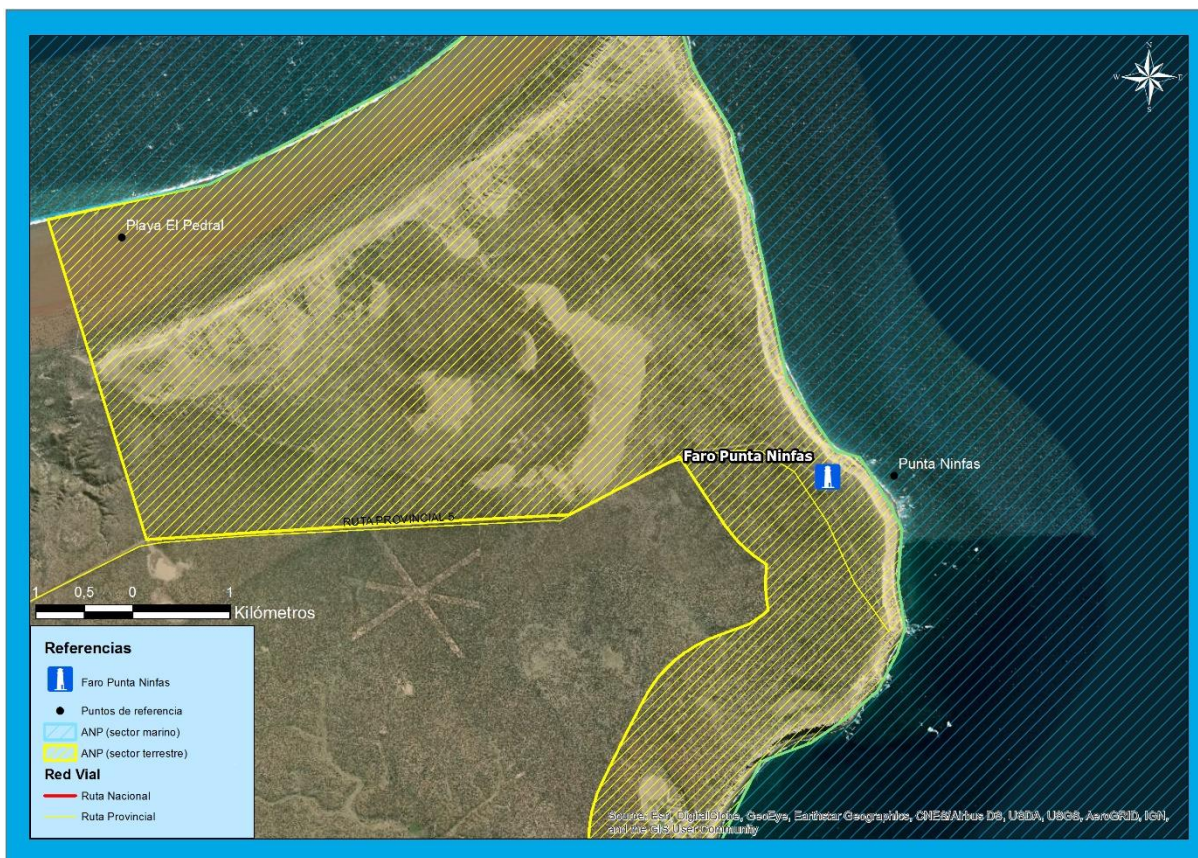 N
W E
S
Playa El Pedral
Faro Punta Ninfas
Punta Ninfas
RUTA PROVINCIAL 5
1 0,5 0 1
Kilómetros
Referencias
Faro Punta Ninfas
Puntos de referencia
ANP (sector marino)
ANP (sector terrestre)
Red Vial
Ruta Nacional
Ruta Provincial
Source: Esri, DigitalGlobe, GeoEye, Earthstar Geographics, CNES/Airbus DS, USDA, USGS, AeroGRID, IGN,
and the GIS User Community